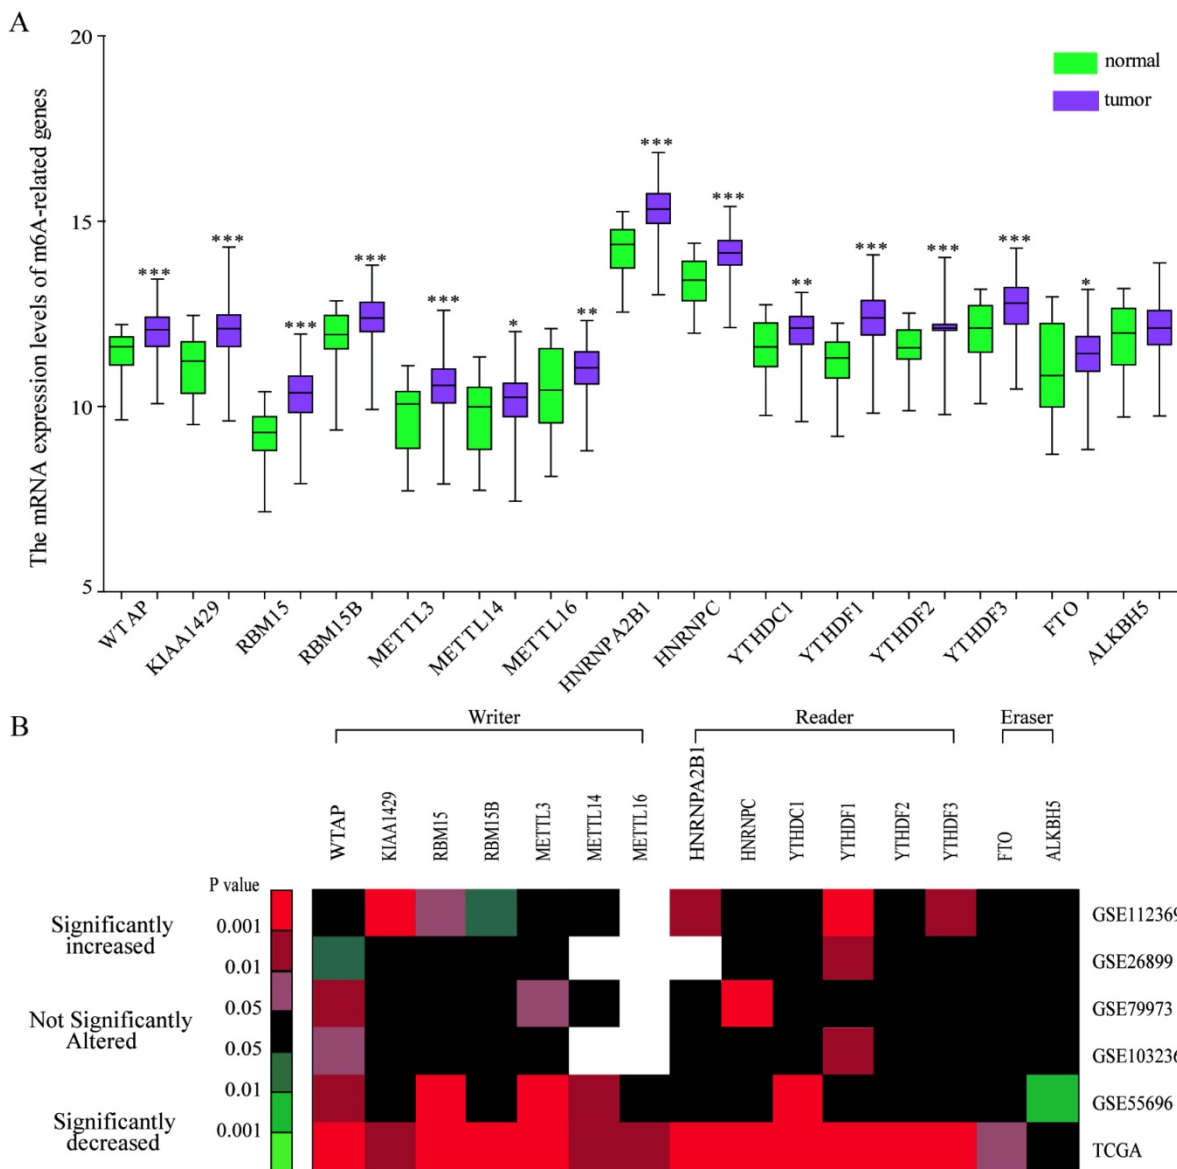 A
20
15
10
5
The mRNA expression levels of m6A-related genes
normal
tumor
***
***
***
***
***
*
**
***
***
**
***
***
***
*
WTAP
KIAA1429
RBM15
RBM15B
METTL3
METTL14
METTL16
HNRNPA2B1
HNRNPC
YTHDC1
YTHDF1
YTHDF2
YTHDF3
FTO
ALKBH5
B
Writer
Reader
Eraser
WTAP
KIAA1429
RBM15
RBM15B
METTL3
METTL14
METTL16
HNRNPA2B1
HNRNPC
YTHDC1
YTHDF1
YTHDF2
YTHDF3
FTO
ALKBH5
P value
Significantly
increased
0.001
0.01
0.05
Not Significantly
Altered
0.05
0.01
Significantly
decreased
0.001
GSE112369
GSE26899
GSE79973
GSE103236
GSE55696
TCGA